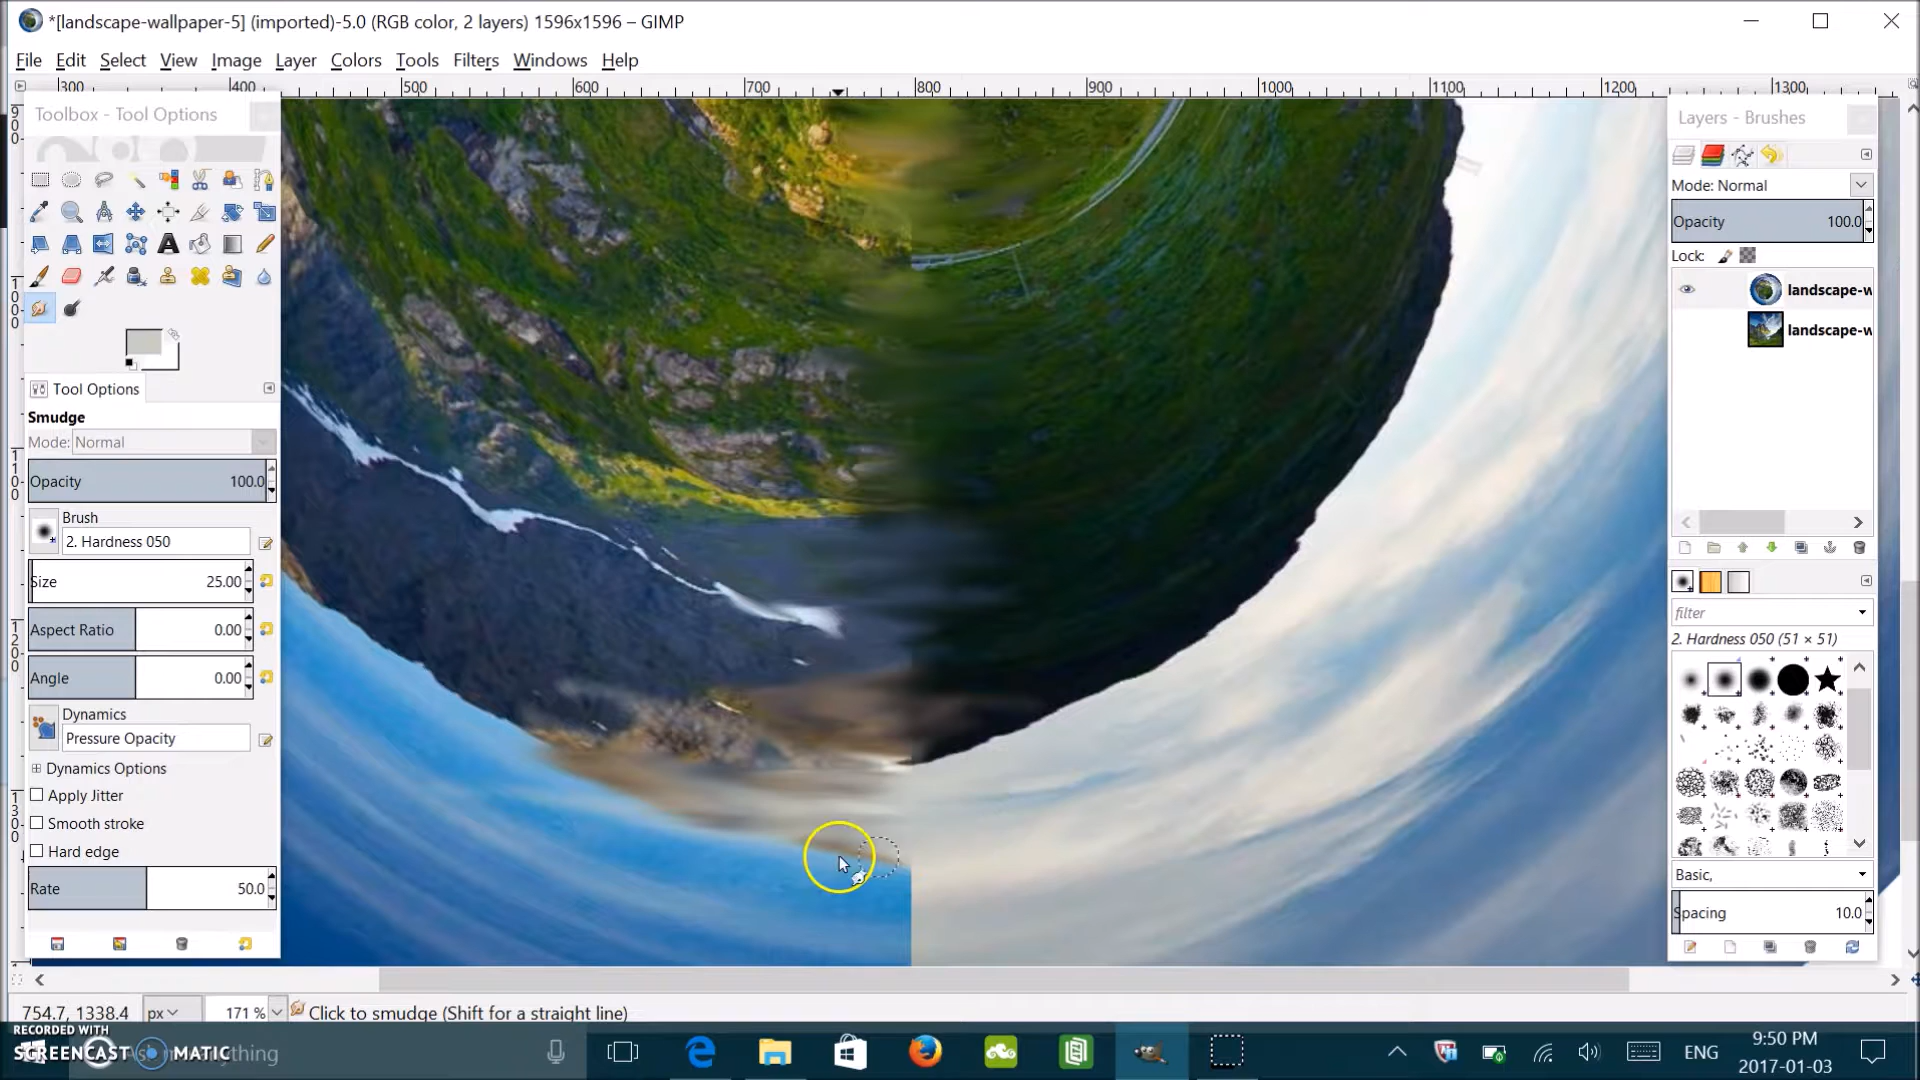 *[landscape-wallpaper-5] (imported)-5.0 (RGB color, 2 layers) 1596x1596 – GIMP
File Edit Select View Image Layer Colors Tools Filters Windows Help
300 400 500 600 700 800 900 1000 1100 1200 1300
Toolbox - Tool Options
Tool Options
Smudge
Mode: Normal
Opacity 100.0
Brush
2. Hardness 050
Size 25.00
Aspect Ratio 0.00
Angle 0.00
Dynamics
Pressure Opacity
Dynamics Options
Apply Jitter
Smooth stroke
Hard edge
Rate 50.0
900
1000
1100
1200
1300
Layers - Brushes
Mode: Normal
Opacity 100.0
Lock:
landscape-w
landscape-w
filter
2. Hardness 050 (51 × 51)
Basic,
Spacing 10.0
754.7, 1338.4 px 171 % Click to smudge (Shift for a straight line)
RECORDED WITH
SCREENCAST MATIC
ENG
9:50 PM
2017-01-03